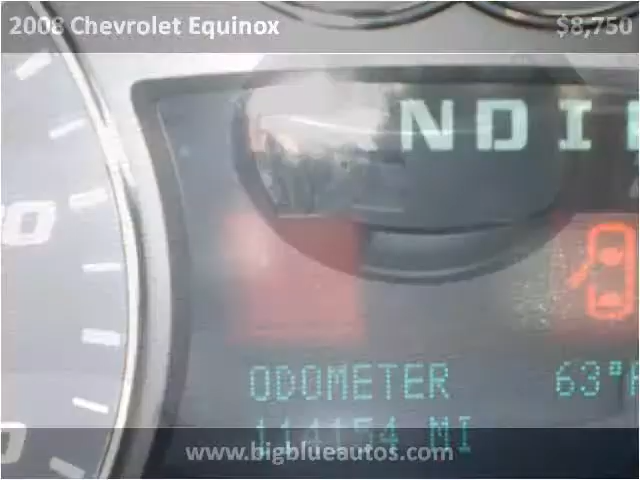 2008 Chevrolet Equinox $8,750
NDI
ODOMETER 63°F
114154 MI
www.bigblueautos.com